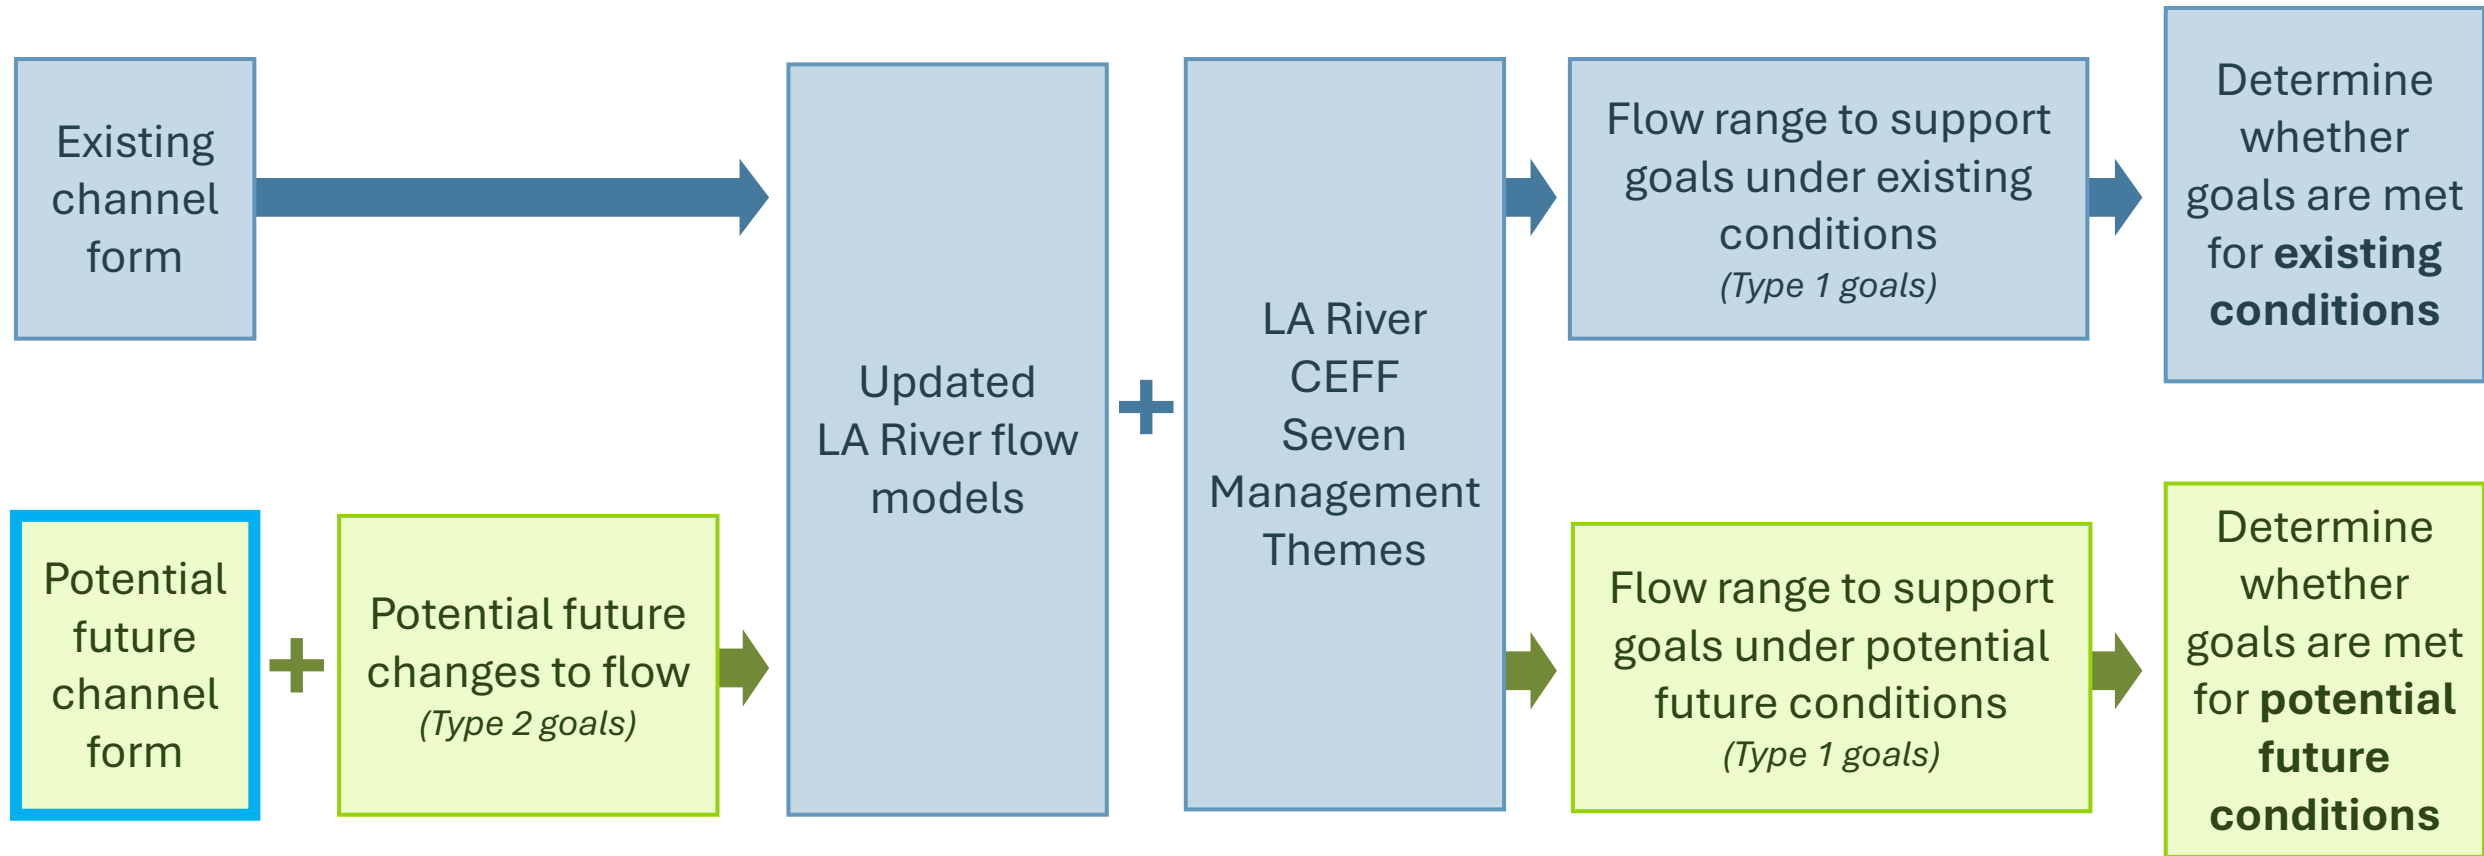 Existing
channel
form
Potential
future
channel
form
+
Potential future
changes to flow
(Type 2 goals)
Updated
LA River flow
models
+
LA River
CEFF
Seven
Management
Themes
Flow range to support
goals under existing
conditions
(Type 1 goals)
Determine
whether
goals are met
for existing
conditions
Flow range to support
goals under potential
future conditions
(Type 1 goals)
Determine
whether
goals are met
for potential
future
conditions